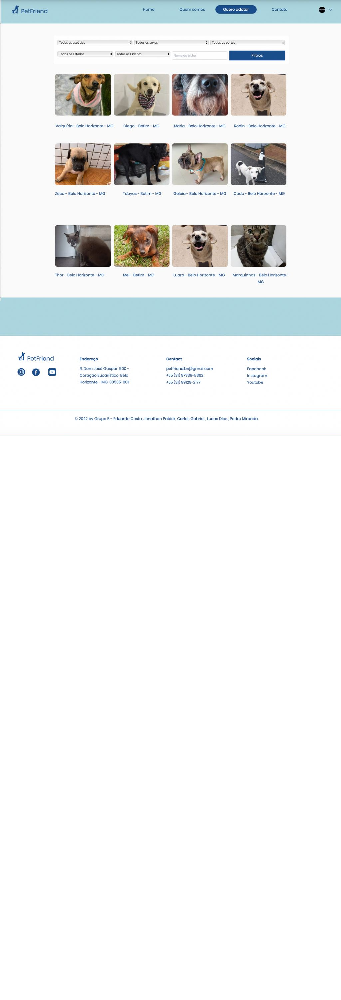 PetFriend
Home
Quem somos
Quero adotar
Contato
Todas as espécies
Todos os sexos
Todos os portes
Todos os Estados
Todas as Cidades
Nome do bicho
Filtros
Valquíria - Belo Horizonte - MG
Diego - Betim - MG
Maria - Belo Horizonte - MG
Rodin - Belo Horizonte - MG
Zeca - Belo Horizonte - MG
Tobyas - Betim - MG
Geleia - Belo Horizonte - MG
Cadu - Belo Horizonte - MG
Thor - Belo Horizonte - MG
Mel - Betim - MG
Luara - Belo Horizonte - MG
Marquinhos - Belo Horizonte -
MG
PetFriend
Endereço
R. Dom José Gaspar, 500 -
Coração Eucarístico, Belo
Horizonte - MG, 30535-901
Contact
petfriend.br@gmail.com
+55 (31) 97339-8362
+55 (31) 99129-2177
Socials
Facebook
Instagram
Youtube
© 2022 by Grupo 5 - Eduardo Costa, Jonathan Patrick, Carlos Gabriel , Lucas Dias , Pedro Miranda.